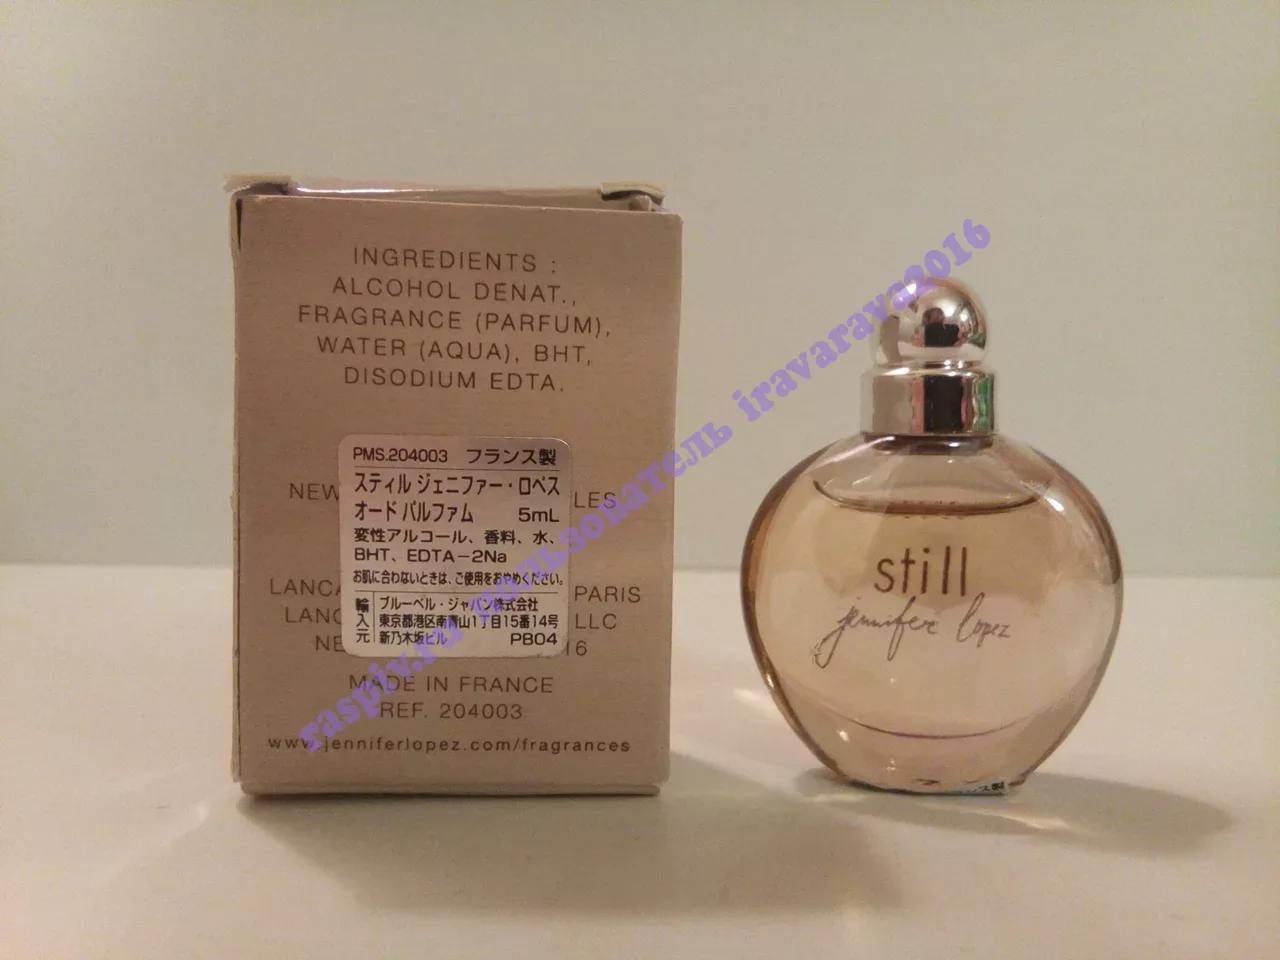 INGREDIENTS :
ALCOHOL DENAT.,
FRAGRANCE (PARFUM),
WATER (AQUA), BHT,
DISODIUM EDTA.
PMS.204003 フランス製
スティル ジェニファー・ロペス
オード パルファム 5mL
変性アルコール、香料、水、
BHT、EDTA－2Na
お肌に合わないときは、ご使用をおやめください。
輸入元
ブルーベル・ジャパン株式会社
東京都港区南青山1丁目15番14号
新乃木坂ビル PB04
NEW LES
LANCA PARIS
LANC LLC
NE 16
MADE IN FRANCE
REF. 204003
www.jenniferlopez.com/fragrances
still
jennifer lopez
ス製
raspiv.ru пользователь iravaraya2016